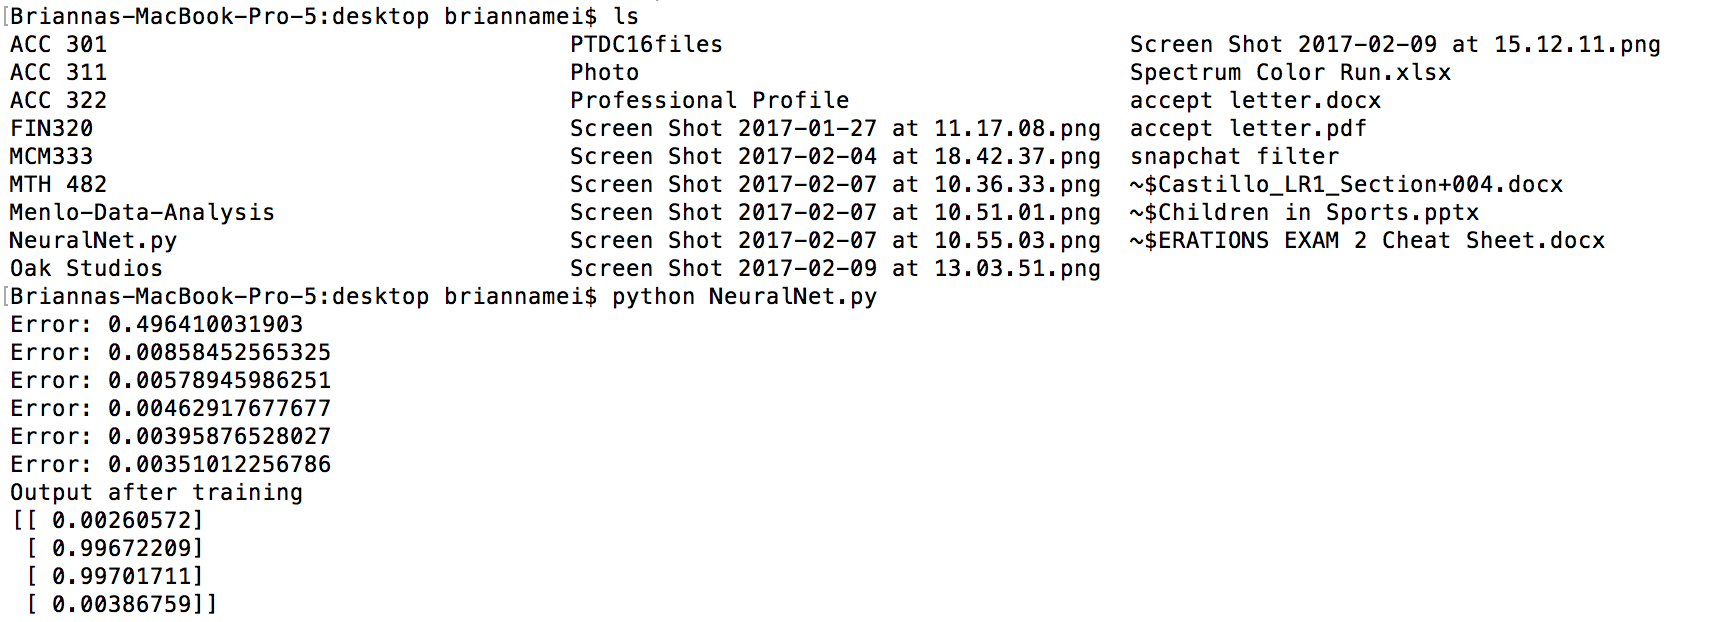 Briannas-MacBook-Pro-5:desktop briannamei$ ls
ACC 301 PTDC16files Screen Shot 2017-02-09 at 15.12.11.png
ACC 311 Photo Spectrum Color Run.xlsx
ACC 322 Professional Profile accept letter.docx
FIN320 Screen Shot 2017-01-27 at 11.17.08.png accept letter.pdf
MCM333 Screen Shot 2017-02-04 at 18.42.37.png snapchat filter
MTH 482 Screen Shot 2017-02-07 at 10.36.33.png ~$Castillo_LR1_Section+004.docx
Menlo-Data-Analysis Screen Shot 2017-02-07 at 10.51.01.png ~$Children in Sports.pptx
NeuralNet.py Screen Shot 2017-02-07 at 10.55.03.png ~$ERATIONS EXAM 2 Cheat Sheet.docx
Oak Studios Screen Shot 2017-02-09 at 13.03.51.png
Briannas-MacBook-Pro-5:desktop briannamei$ python NeuralNet.py
Error: 0.496410031903
Error: 0.00858452565325
Error: 0.00578945986251
Error: 0.00462917677677
Error: 0.00395876528027
Error: 0.00351012256786
Output after training
[[ 0.00260572]
[ 0.99672209]
[ 0.99701711]
[ 0.00386759]]